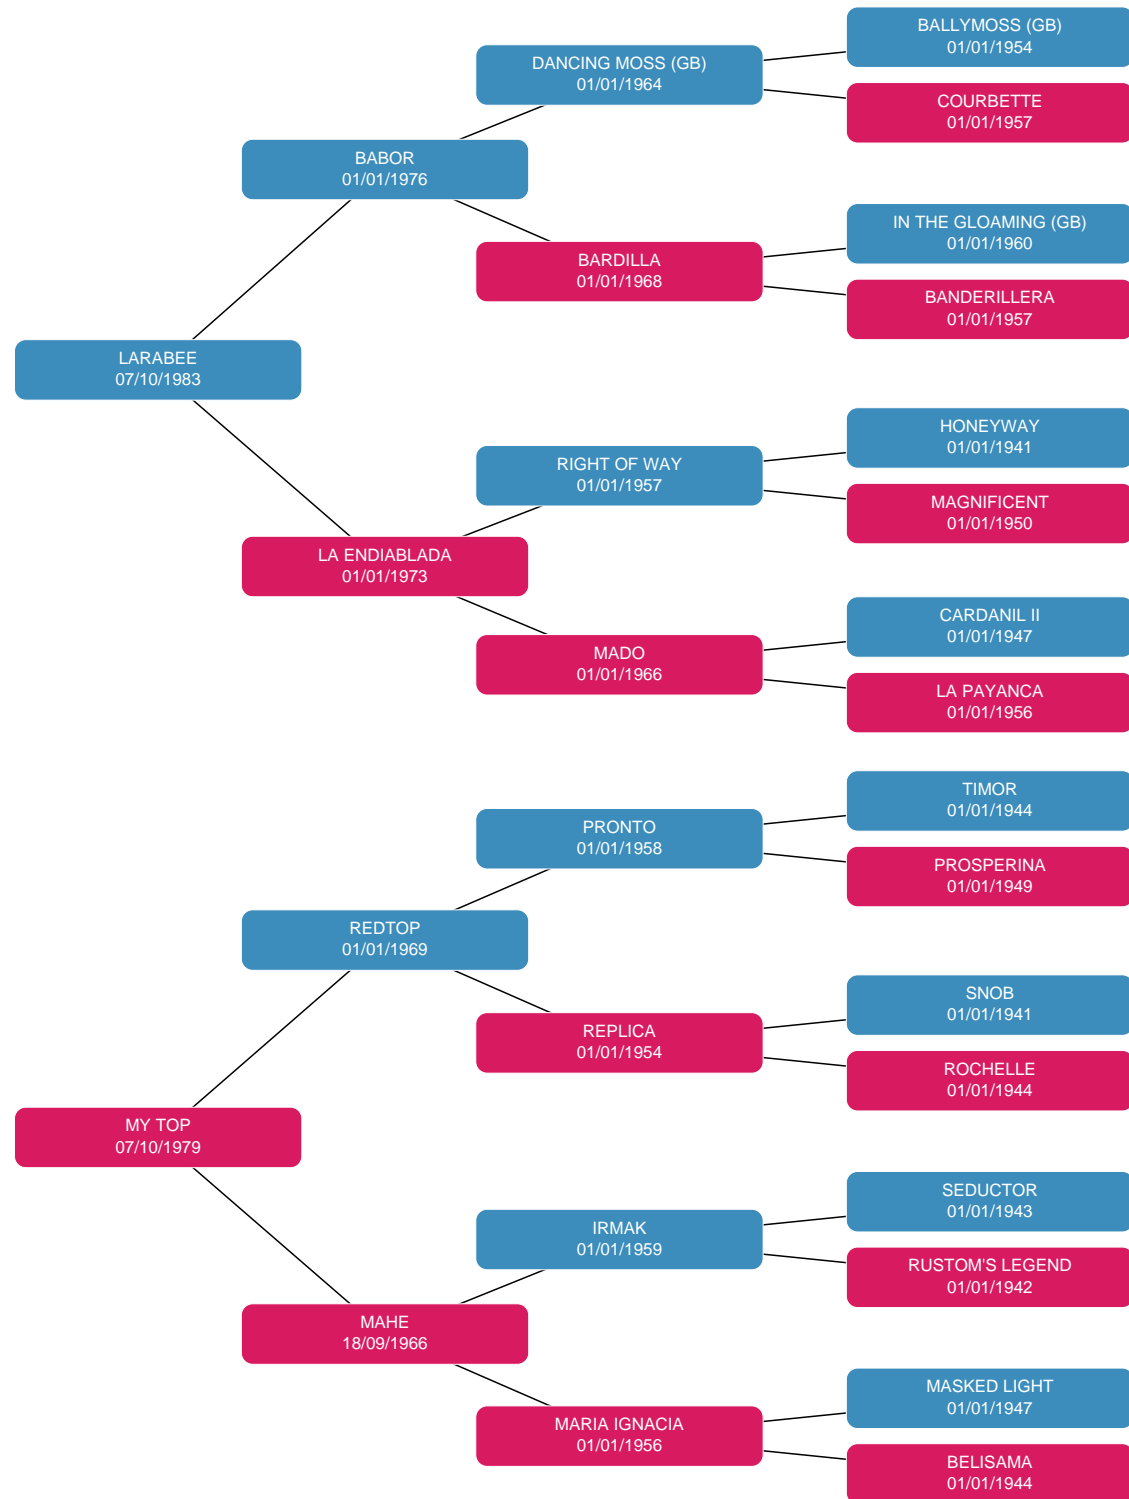 BALLYMOSS (GB)
01/01/1954
DANCING MOSS (GB)
01/01/1964
COURBETTE
01/01/1957
BABOR
01/01/1976
IN THE GLOAMING (GB)
01/01/1960
BARDILLA
01/01/1968
BANDERILLERA
01/01/1957
LARABEE
07/10/1983
HONEYWAY
01/01/1941
RIGHT OF WAY
01/01/1957
MAGNIFICENT
01/01/1950
LA ENDIABLADA
01/01/1973
CARDANIL II
01/01/1947
MADO
01/01/1966
LA PAYANCA
01/01/1956
TIMOR
01/01/1944
PRONTO
01/01/1958
PROSPERINA
01/01/1949
REDTOP
01/01/1969
SNOB
01/01/1941
REPLICA
01/01/1954
ROCHELLE
01/01/1944
MY TOP
07/10/1979
SEDUCTOR
01/01/1943
IRMAK
01/01/1959
RUSTOM'S LEGEND
01/01/1942
MAHE
18/09/1966
MASKED LIGHT
01/01/1947
MARIA IGNACIA
01/01/1956
BELISAMA
01/01/1944